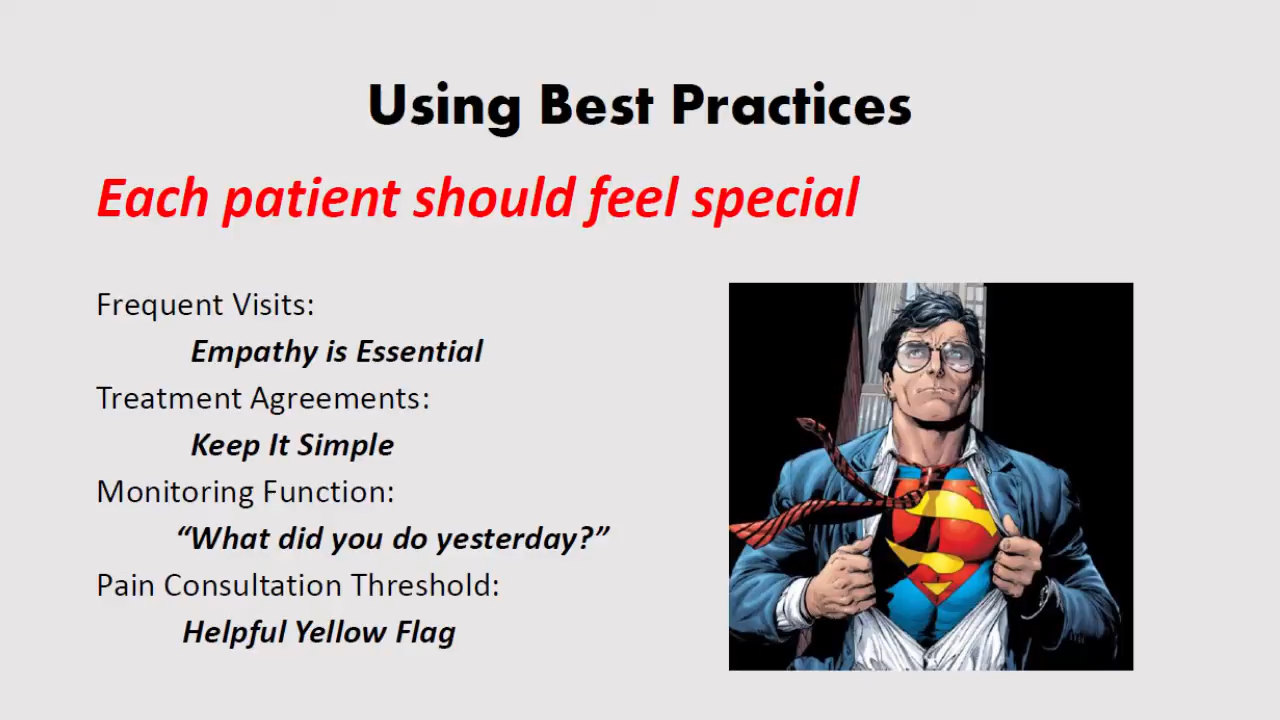 Using Best Practices
Each patient should feel special
Frequent Visits:
Empathy is Essential
Treatment Agreements:
Keep It Simple
Monitoring Function:
“What did you do yesterday?”
Pain Consultation Threshold:
Helpful Yellow Flag